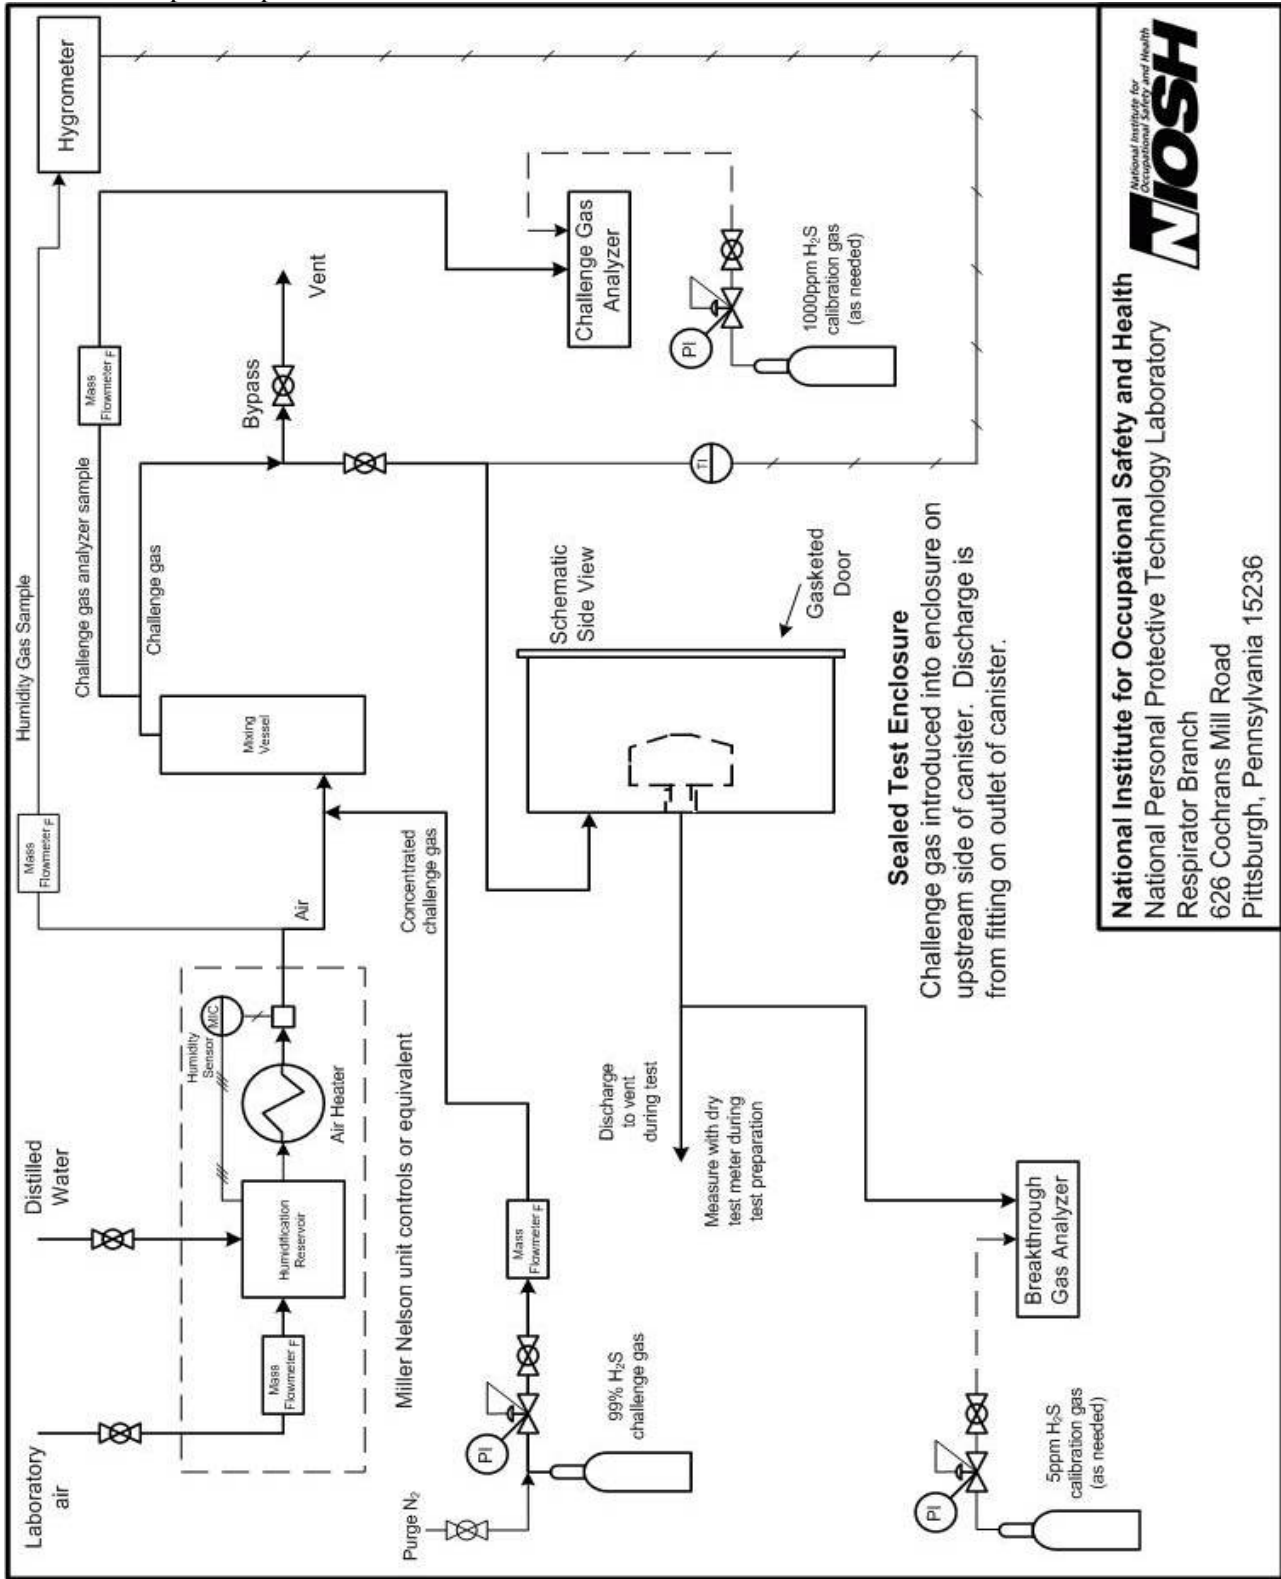 Laboratory
air
Distilled
Water
Mass
Flowmeter F
Humidification
Reservoir
Humidity
Sensor
MIC
Air Heater
Miller Nelson unit controls or equivalent
Air
Mass
Flowmeter F
Humidity Gas Sample
Hygrometer
Challenge gas analyzer sample
Mass
Flowmeter F
Challenge gas
Mixing
Vessel
Bypass
Vent
Concentrated
challenge gas
Purge N₂
PI
99% H₂S
challenge gas
Mass
Flowmeter F
Challenge Gas
Analyzer
PI
1000ppm H₂S
calibration gas
(as needed)
TI
Schematic
Side View
Gasketed
Door
Discharge
to vent
during test
Measure with dry
test meter during
test preparation
Sealed Test Enclosure
Challenge gas introduced into enclosure on
upstream side of canister. Discharge is
from fitting on outlet of canister.
Breakthrough
Gas Analyzer
PI
5ppm H₂S
calibration gas
(as needed)
National Institute for Occupational Safety and Health
National Personal Protective Technology Laboratory
Respirator Branch
626 Cochrans Mill Road
Pittsburgh, Pennsylvania 15236
National Institute for
Occupational Safety and Health
NIOSH